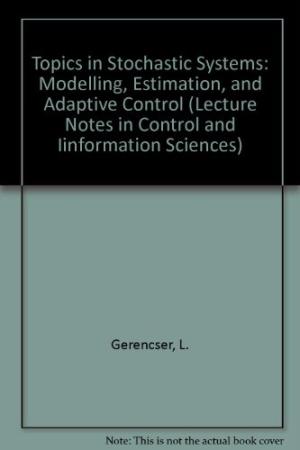 Topics in Stochastic Systems:
Modelling, Estimation, and
Adaptive Control (Lecture
Notes in Control and
Iinformation Sciences)
Gerencser, L.
Note: This is not the actual book cover